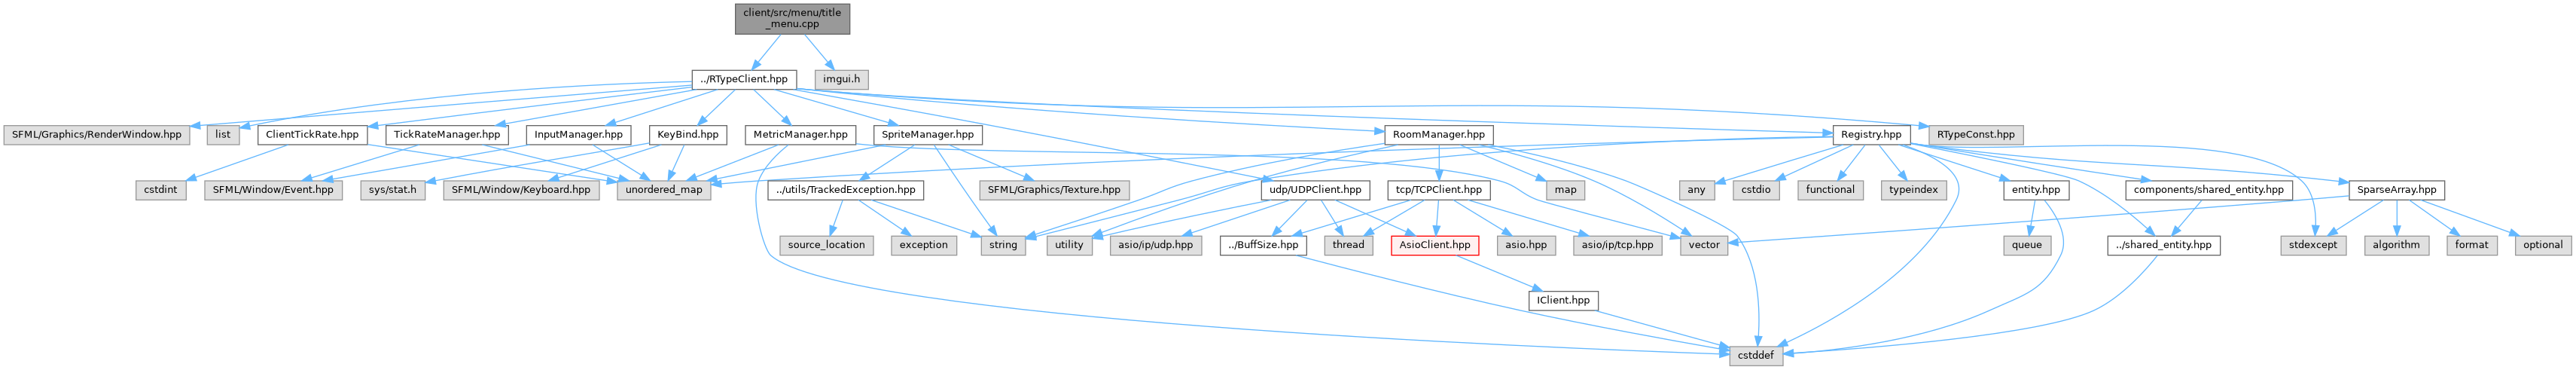 client/src/menu/title
_menu.cpp
../RTypeClient.hpp
imgui.h
SFML/Graphics/RenderWindow.hpp
list
ClientTickRate.hpp
TickRateManager.hpp
InputManager.hpp
KeyBind.hpp
MetricManager.hpp
SpriteManager.hpp
RoomManager.hpp
Registry.hpp
RTypeConst.hpp
cstdint
SFML/Window/Event.hpp
sys/stat.h
SFML/Window/Keyboard.hpp
unordered_map
../utils/TrackedException.hpp
SFML/Graphics/Texture.hpp
udp/UDPClient.hpp
tcp/TCPClient.hpp
map
any
cstdio
functional
typeindex
entity.hpp
components/shared_entity.hpp
SparseArray.hpp
source_location
exception
string
utility
asio/ip/udp.hpp
../BuffSize.hpp
thread
AsioClient.hpp
asio.hpp
asio/ip/tcp.hpp
vector
queue
../shared_entity.hpp
stdexcept
algorithm
format
optional
IClient.hpp
cstddef